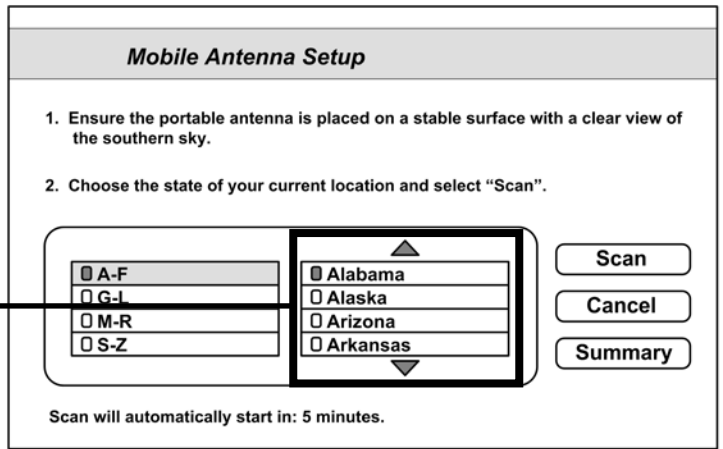 Mobile Antenna Setup
1. Ensure the portable antenna is placed on a stable surface with a clear view of
the southern sky.
2. Choose the state of your current location and select “Scan”.
A-F
G-L
M-R
S-Z
Alabama
Alaska
Arizona
Arkansas
Scan
Cancel
Summary
Scan will automatically start in: 5 minutes.